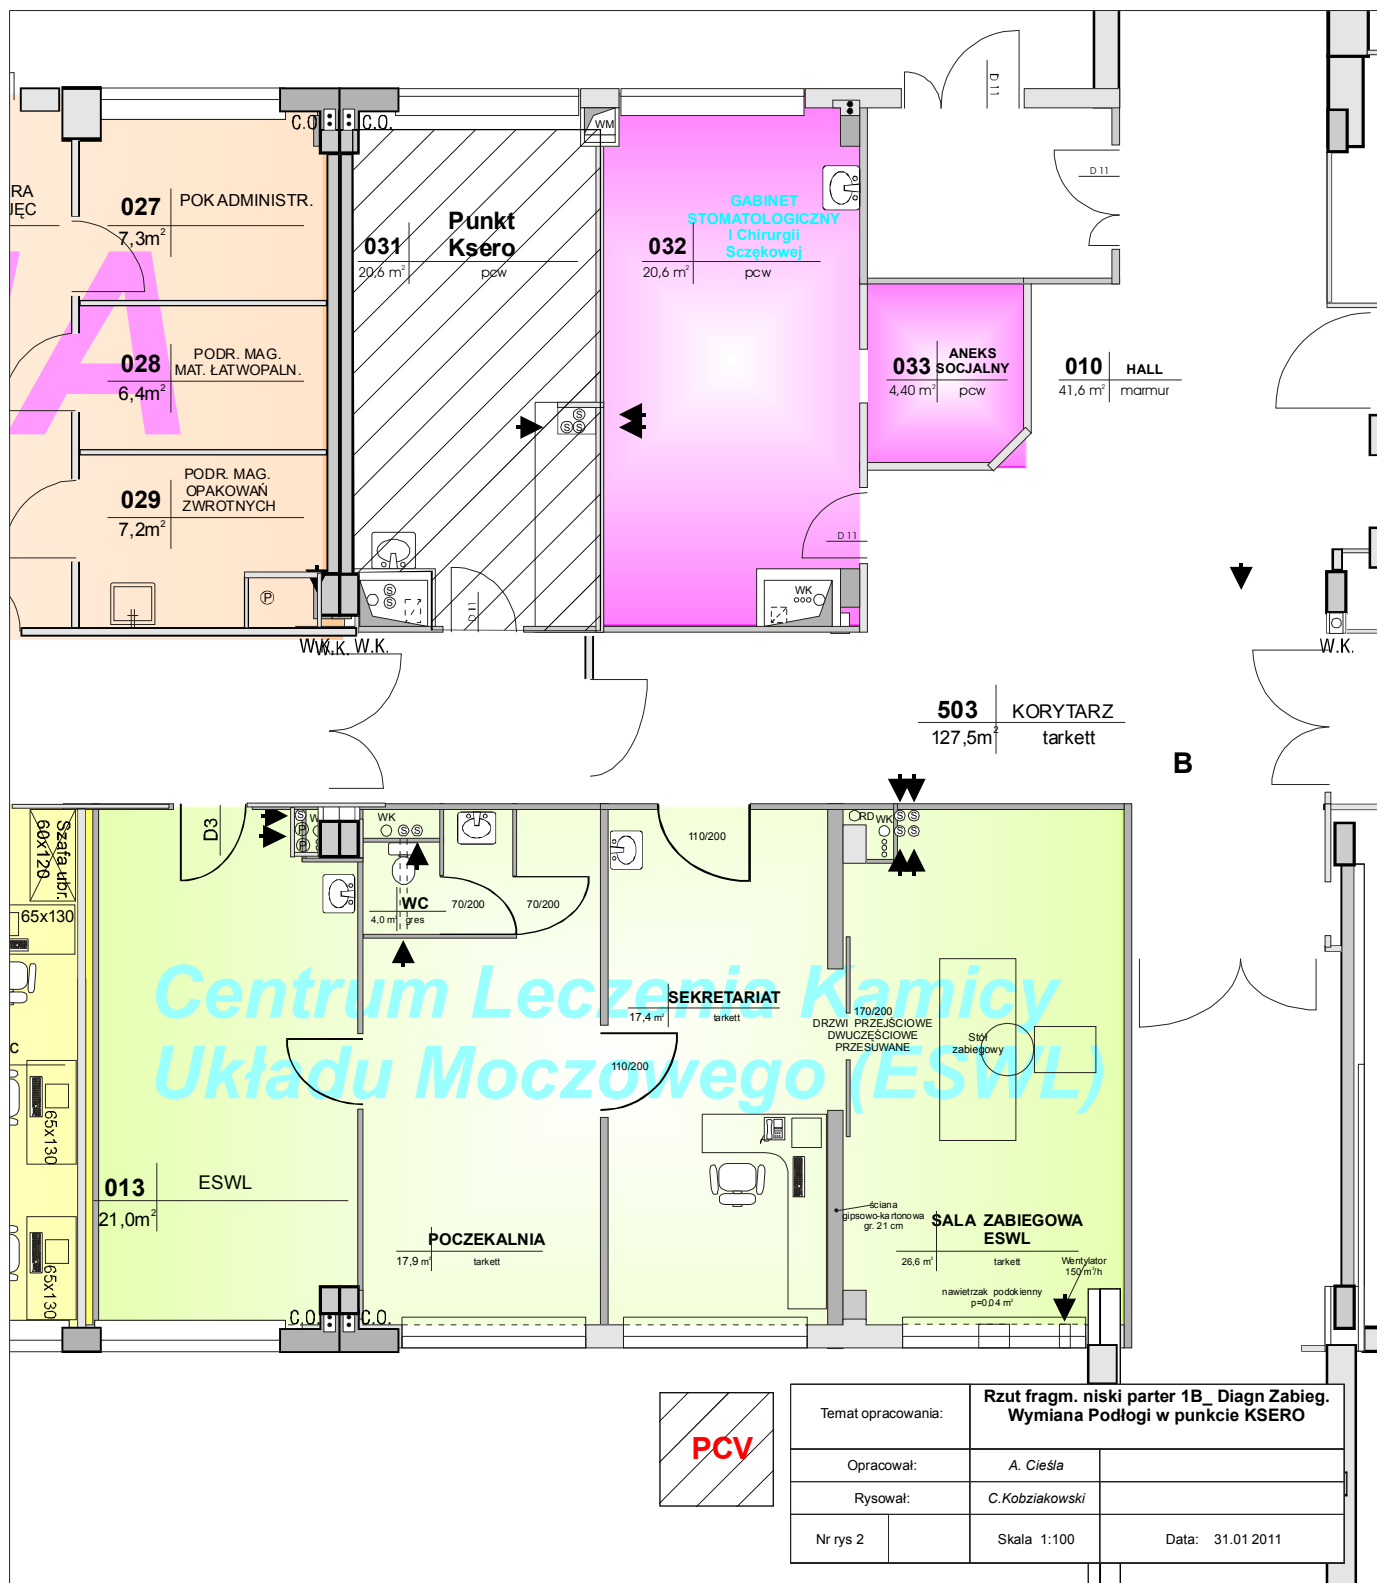 D 11
C.O.
C.O.
WM
D 11
RA
JĘC
027
POK ADMINISTR.
7,3m²
031
Punkt
Ksero
20,6 m²
pcw
GABINET
STOMATOLOGICZNY
I Chirurgii
Sczękowej
032
20,6 m²
pcw
A
028
PODR. MAG.
MAT. ŁATWOPALN.
6,4m²
033
ANEKS
SOCJALNY
4,40 m²
pcw
010
HALL
41,6 m²
marmur
S
S S
029
PODR. MAG.
OPAKOWAŃ
ZWROTNYCH
7,2m²
D 11
P
S
S
D11
WK
W.K.
W.K.
W.K.
W.K.
503
KORYTARZ
127,5m²
tarkett
B
Szafa ubr.
60x120
D3
S
P
P
W
WK
S S
110/200
RD
WK
S S
S S
65x130
WC
4,0 m²
gres
70/200
70/200
Centrum Leczenia Kamicy
Układu Moczowego (ESWL)
SEKRETARIAT
17,4 m²
tarkett
170/200
DRZWI PRZEJŚCIOWE
DWUCZĘŚCIOWE
PRZESUWANE
Stół
zabiegowy
C
110/200
65x130
013
ESWL
21,0m²
ściana
gipsowo-kartonowa
gr. 21 cm
POCZEKALNIA
17,9 m²
tarkett
SALA ZABIEGOWA
ESWL
26,6 m²
tarkett
Wentylator
150 m³/h
65x130
nawietrzak podokienny
p=0,04 m²
C.O.
C.O.
PCV
Temat opracowania:
Rzut fragm. niski parter 1B_ Diagn Zabieg.
Wymiana Podłogi w punkcie KSERO
Opracował:
A. Cieśla
Rysował:
C.Kobziakowski
Nr rys 2
Skala 1:100
Data: 31.01 2011